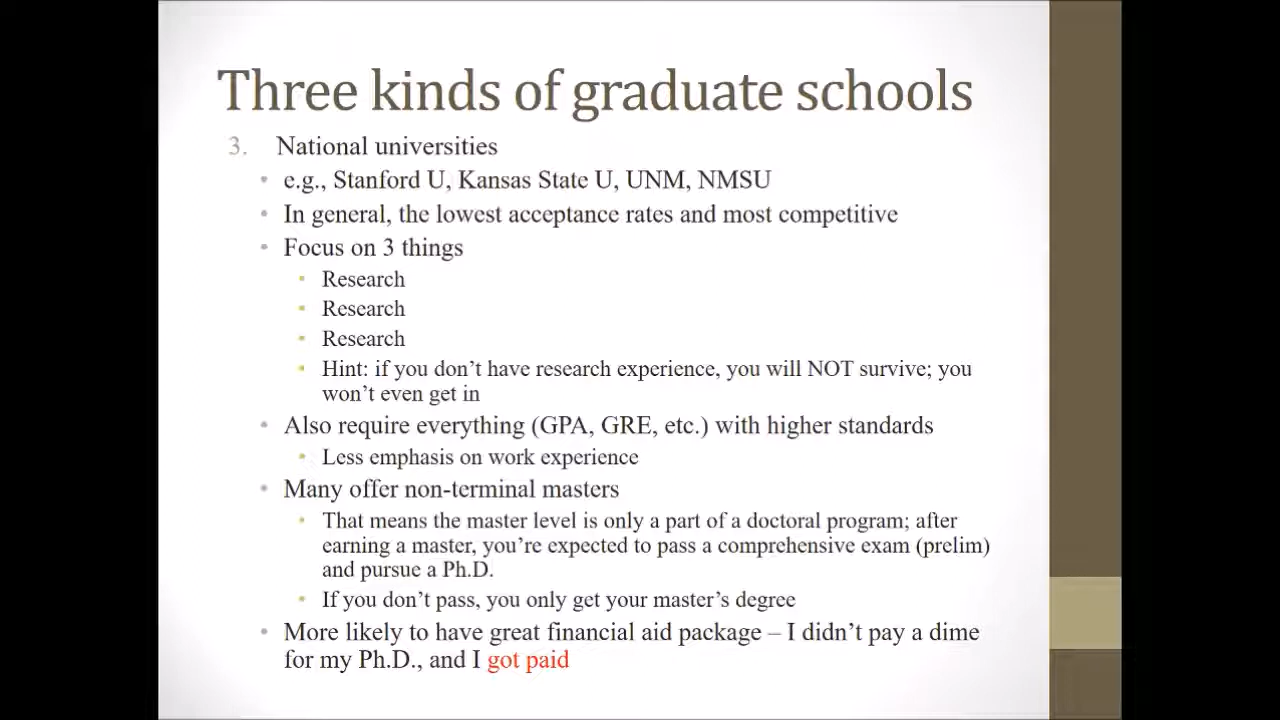 Three kinds of graduate schools
3. National universities
• e.g., Stanford U, Kansas State U, UNM, NMSU
• In general, the lowest acceptance rates and most competitive
• Focus on 3 things
• Research
• Research
• Research
• Hint: if you don't have research experience, you will NOT survive; you
won't even get in
• Also require everything (GPA, GRE, etc.) with higher standards
• Less emphasis on work experience
• Many offer non-terminal masters
• That means the master level is only a part of a doctoral program; after
earning a master, you're expected to pass a comprehensive exam (prelim)
and pursue a Ph.D.
• If you don't pass, you only get your master's degree
• More likely to have great financial aid package – I didn't pay a dime
for my Ph.D., and I got paid